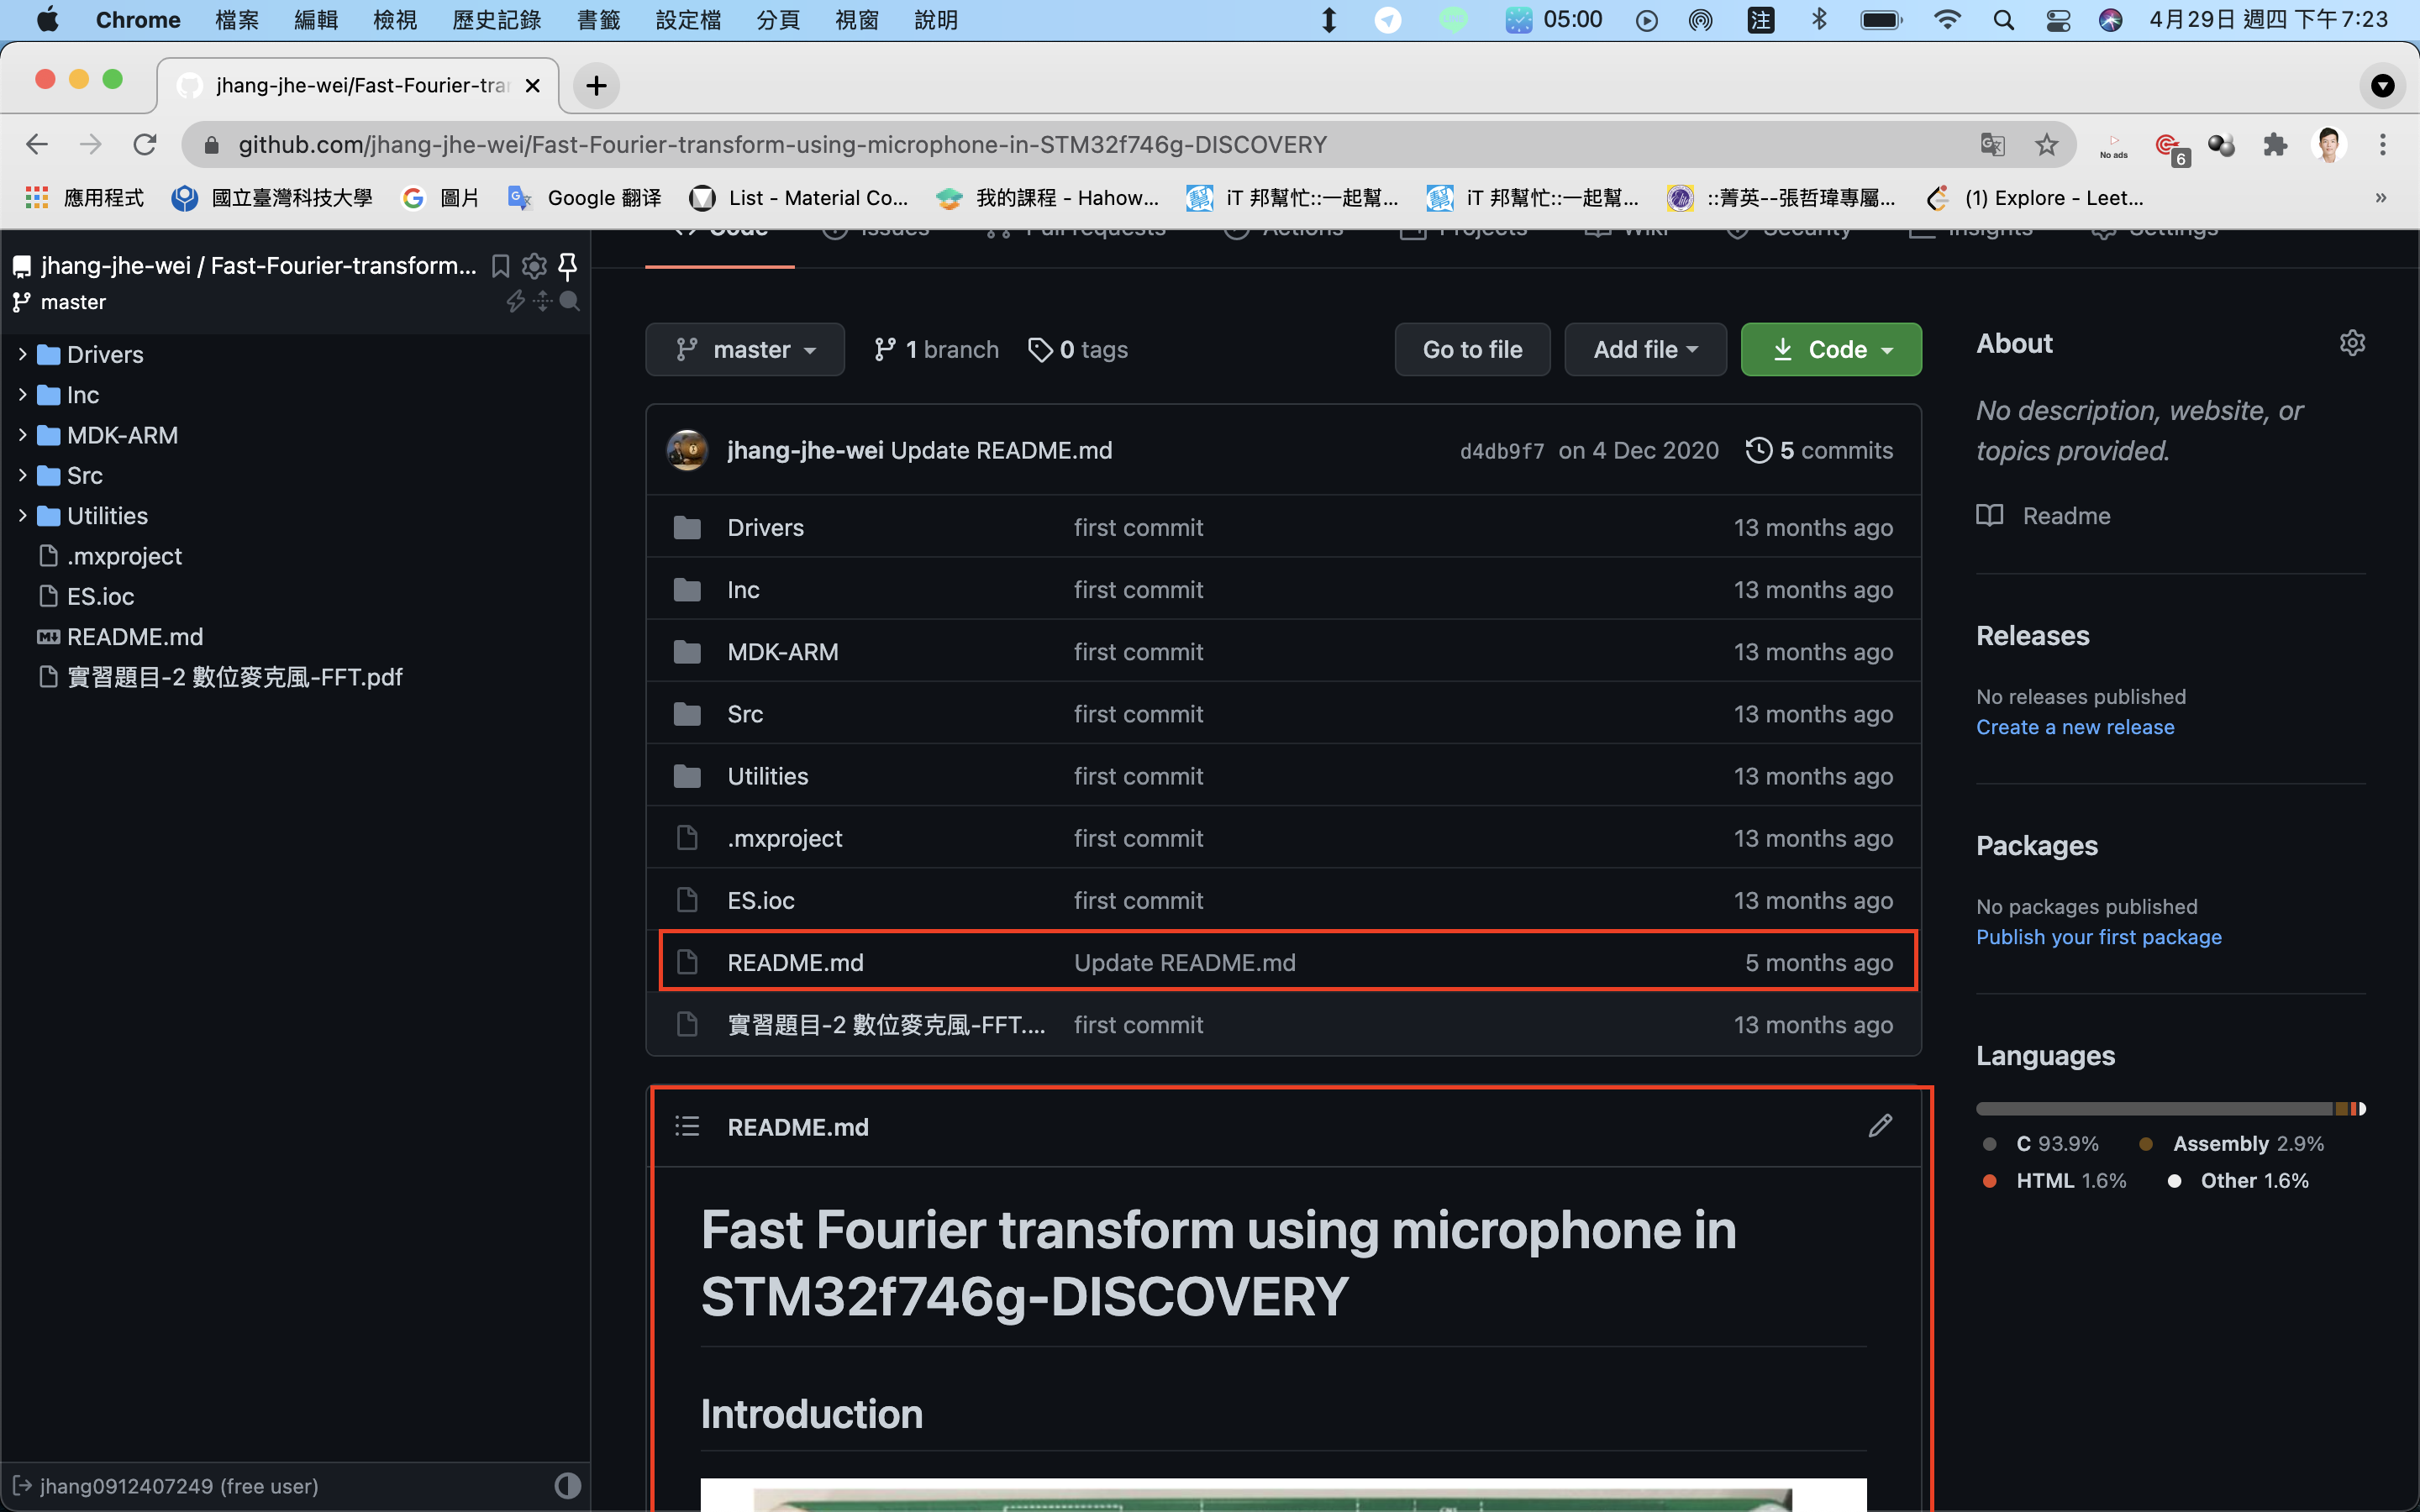 Chrome 檔案 編輯 檢視 歷史記錄 書籤 設定檔 分頁 視窗 說明 05:00 注 4月29日 週四 下午7:23
jhang-jhe-wei/Fast-Fourier-tra
github.com/jhang-jhe-wei/Fast-Fourier-transform-using-microphone-in-STM32f746g-DISCOVERY No ads 6
應用程式 國立臺灣科技大學 圖片 Google 翻译 List - Material Co... 我的課程 - Hahow... iT 邦幫忙::一起幫... iT 邦幫忙::一起幫... ::菁英--張哲瑋專屬... (1) Explore - Leet... »
Code Issues Pull requests Actions Projects Wiki Security Insights Settings
jhang-jhe-wei / Fast-Fourier-transform...
master
Drivers
Inc
MDK-ARM
Src
Utilities
.mxproject
ES.ioc
README.md
實習題目-2 數位麥克風-FFT.pdf
jhang0912407249 (free user)
master 1 branch 0 tags Go to file Add file Code
jhang-jhe-wei Update README.md d4db9f7 on 4 Dec 2020 5 commits
Drivers first commit 13 months ago
Inc first commit 13 months ago
MDK-ARM first commit 13 months ago
Src first commit 13 months ago
Utilities first commit 13 months ago
.mxproject first commit 13 months ago
ES.ioc first commit 13 months ago
README.md Update README.md 5 months ago
實習題目-2 數位麥克風-FFT.... first commit 13 months ago
README.md
Fast Fourier transform using microphone in
STM32f746g-DISCOVERY
Introduction
About
No description, website, or
topics provided.
Readme
Releases
No releases published
Create a new release
Packages
No packages published
Publish your first package
Languages
C 93.9% Assembly 2.9%
HTML 1.6% Other 1.6%